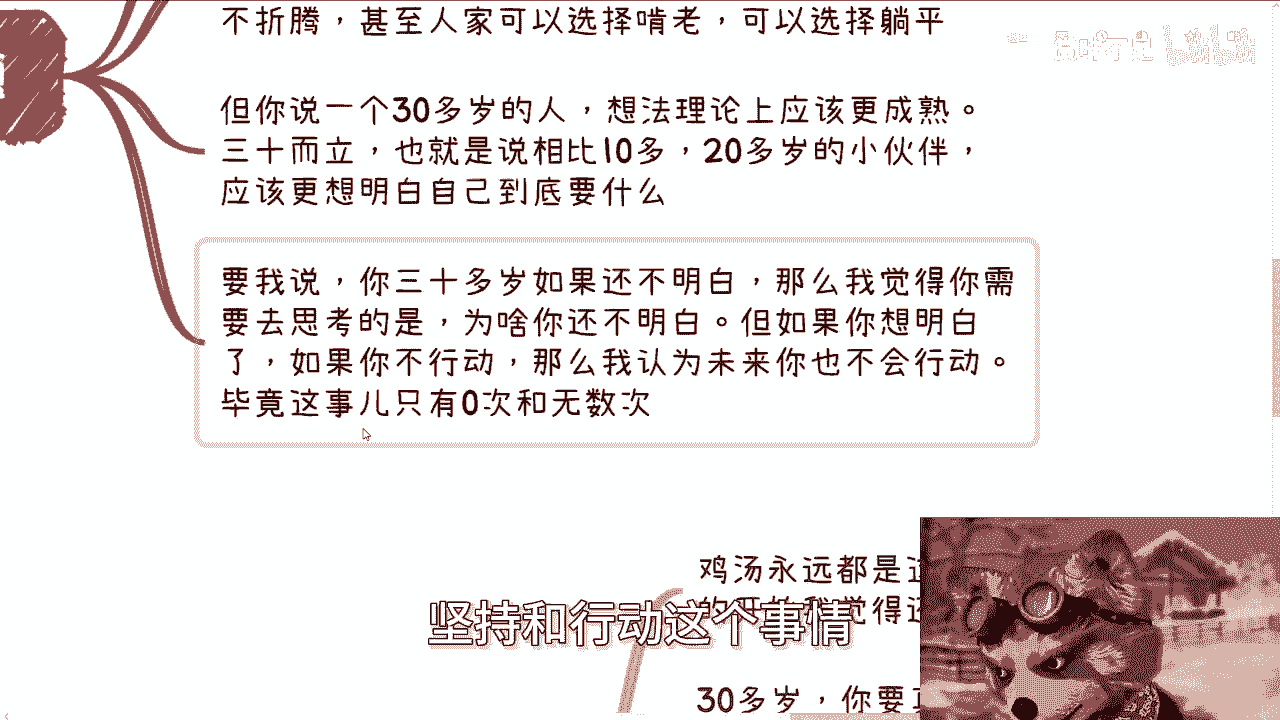 不折腾，甚至人家可以选择啃老，可以选择躺平
但你说一个30多岁的人，想法理论上应该更成熟。
三十而立，也就是说相比10多，20多岁的小伙伴，
应该更想明白自己到底要什么
要我说，你三十多岁如果还不明白，那么我觉得你需
要去思考的是，为啥你还不明白。但如果你想明白
了，如果你不行动，那么我认为未来你也不会行动。
毕竟这事儿只有0次和无数次
鸡汤永远都是
觉得
坚持和行动这个事情
30多岁，你要